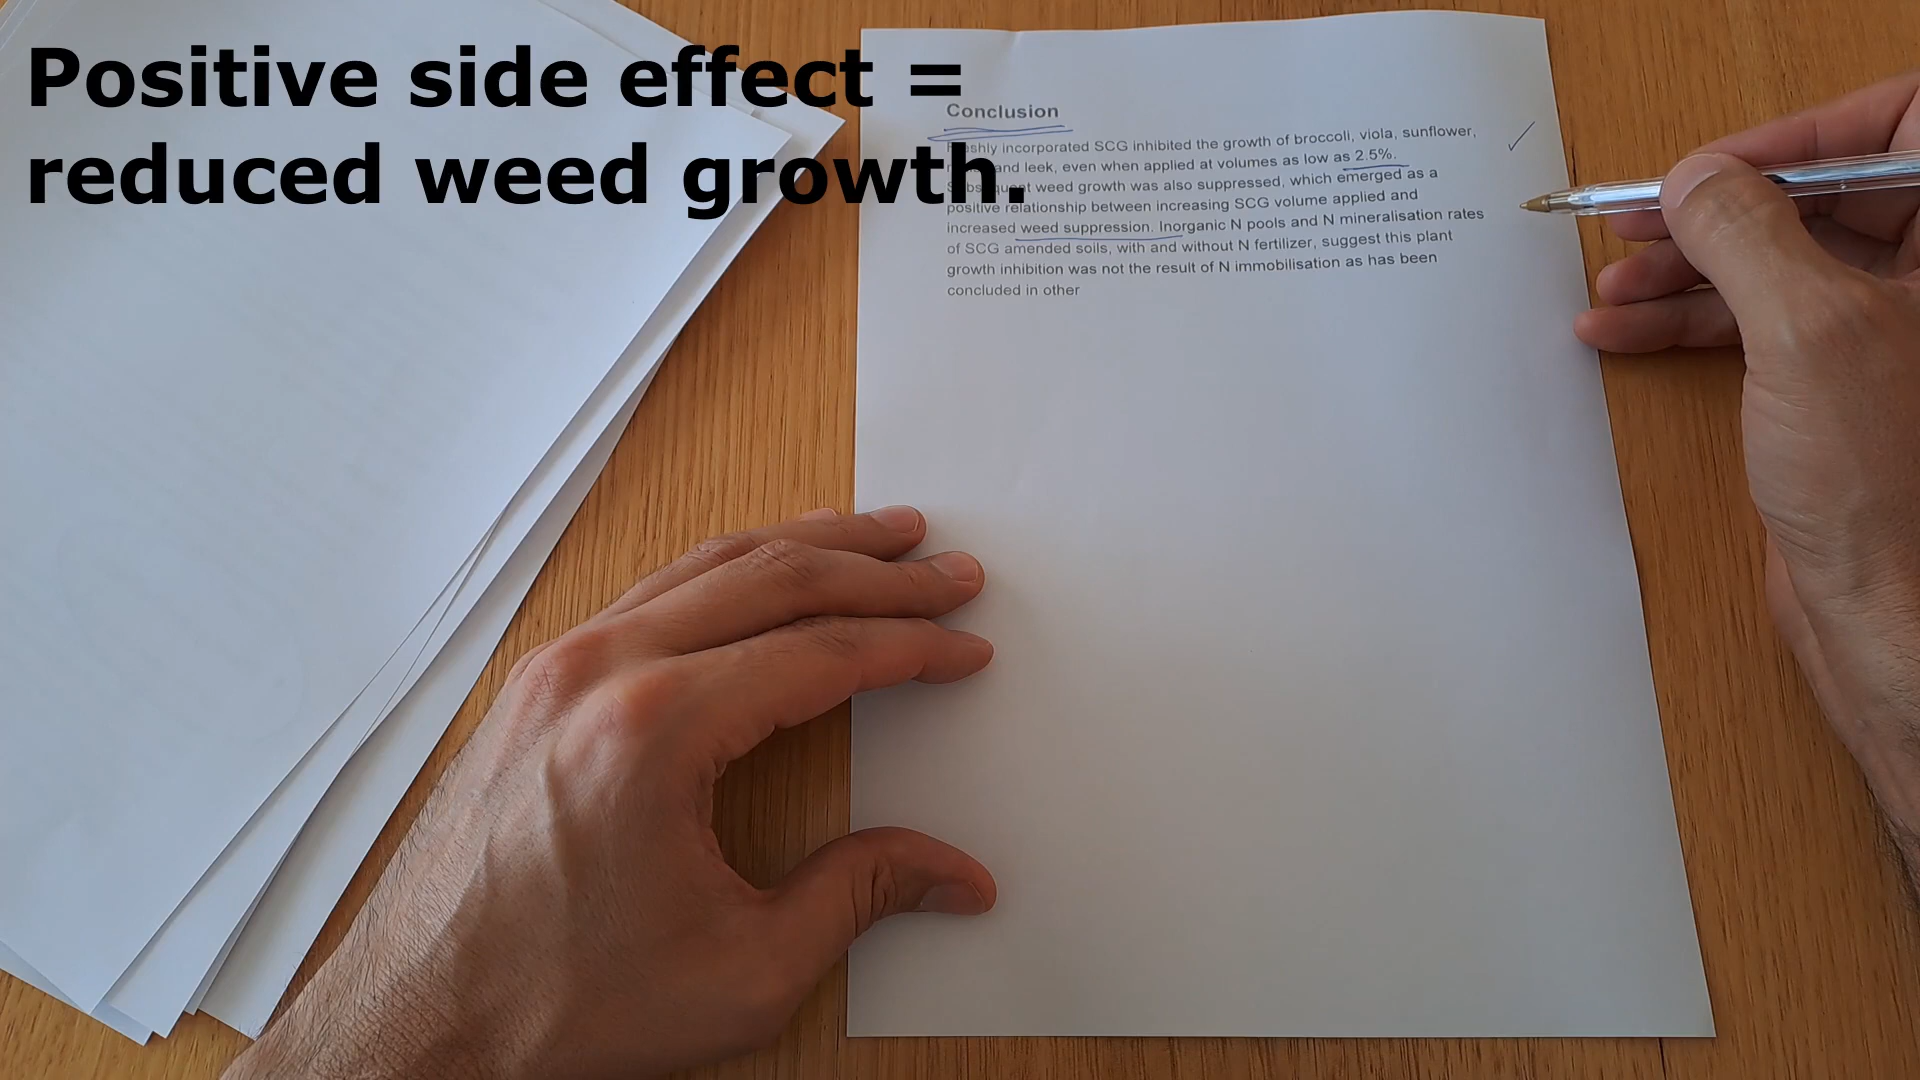 Positive side effect =
reduced weed growth.
Conclusion
incorporated SCG inhibited the growth of broccoli, viola, sunflower,
and leek, even when applied at volumes as low as 2.5%.
weed growth was also suppressed, which emerged as a
positive relationship between increasing SCG volume applied and
increased weed suppression. Inorganic N pools and N mineralisation rates
of SCG amended soils, with and without N fertilizer, suggest this plant
growth inhibition was not the result of N immobilisation as has been
concluded in other